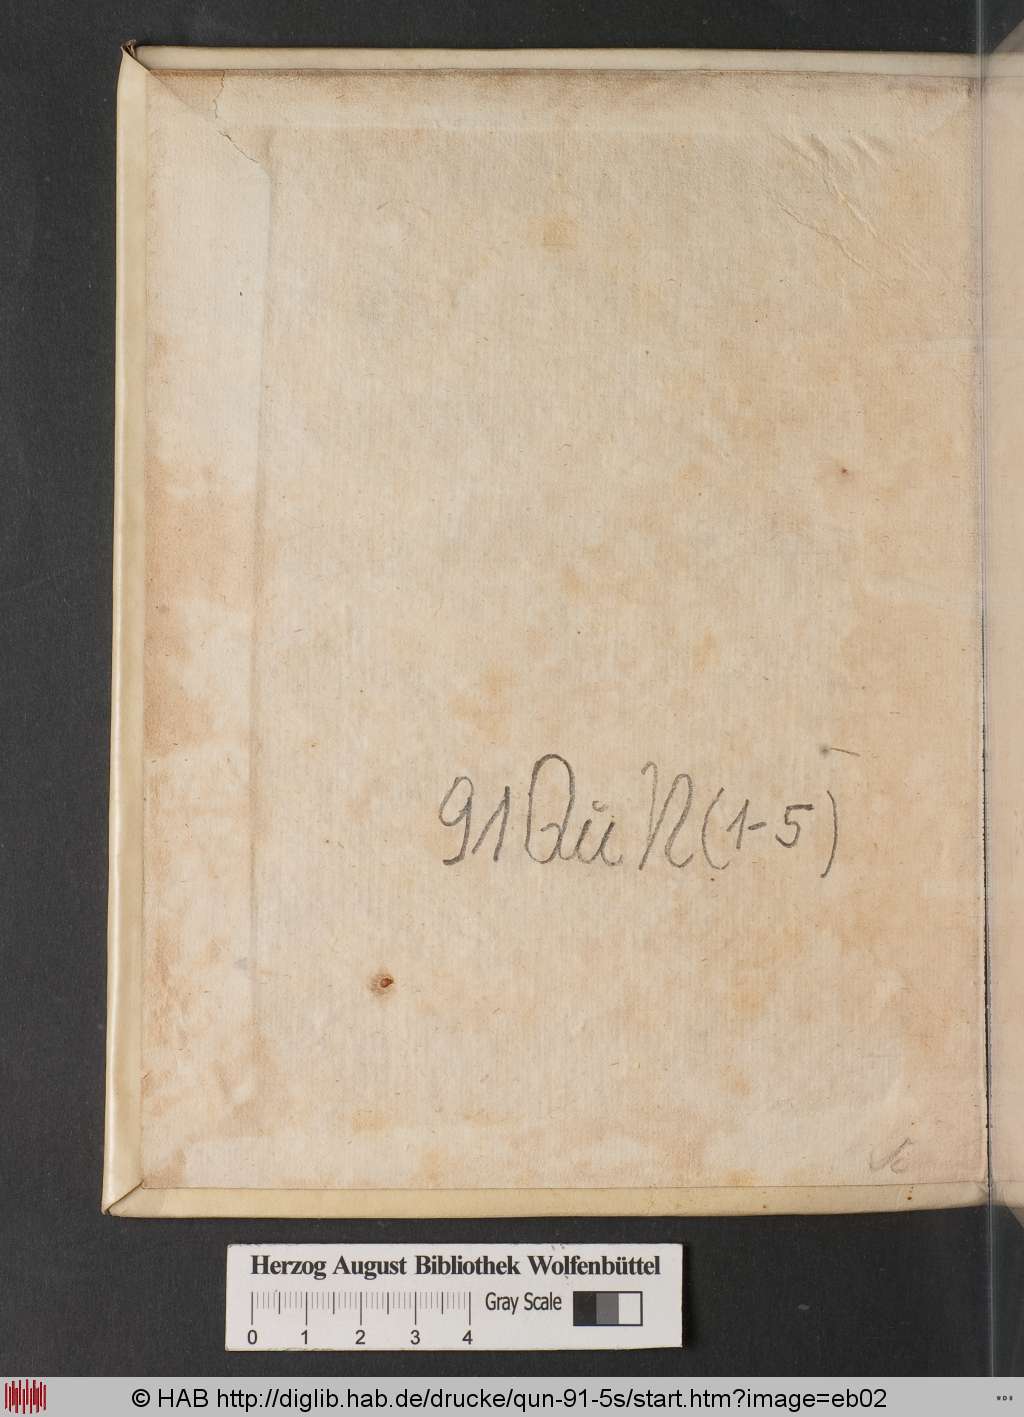 91 Qŭ N (1-5)
Herzog August Bibliothek Wolfenbüttel
Gray Scale
0 1 2 3 4
© HAB http://diglib.hab.de/drucke/qun-91-5s/start.htm?image=eb02